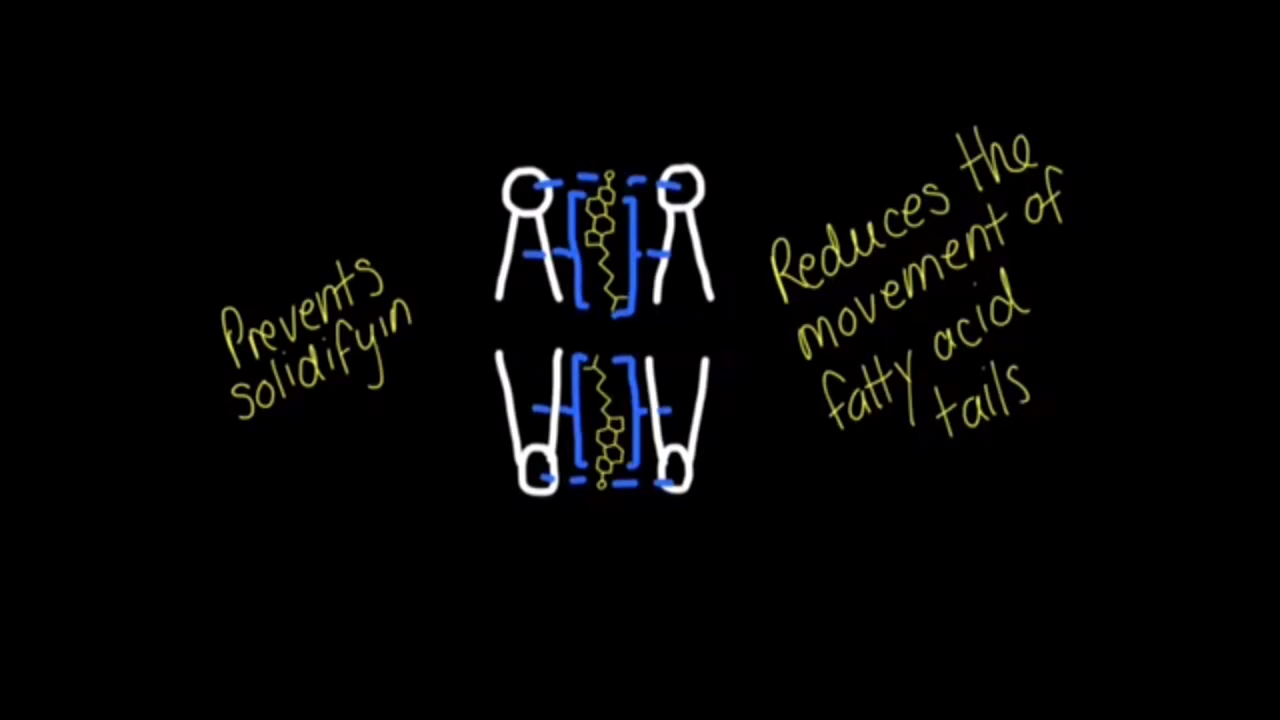 Prevents
solidifyin
Reduces the
movement of
fatty acid
tails